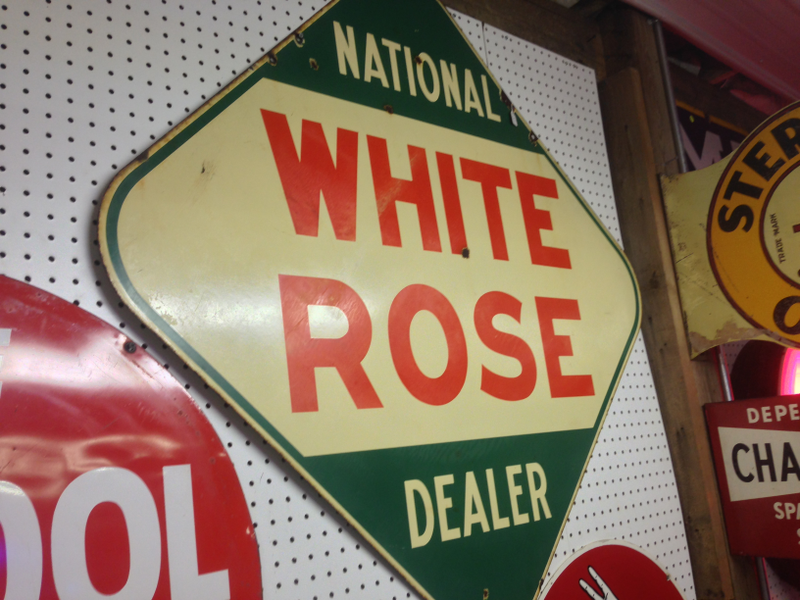 NATIONAL
WHITE
ROSE
DEALER
OOL
STER
TRADE MARK
DEPE
CHA
SPA